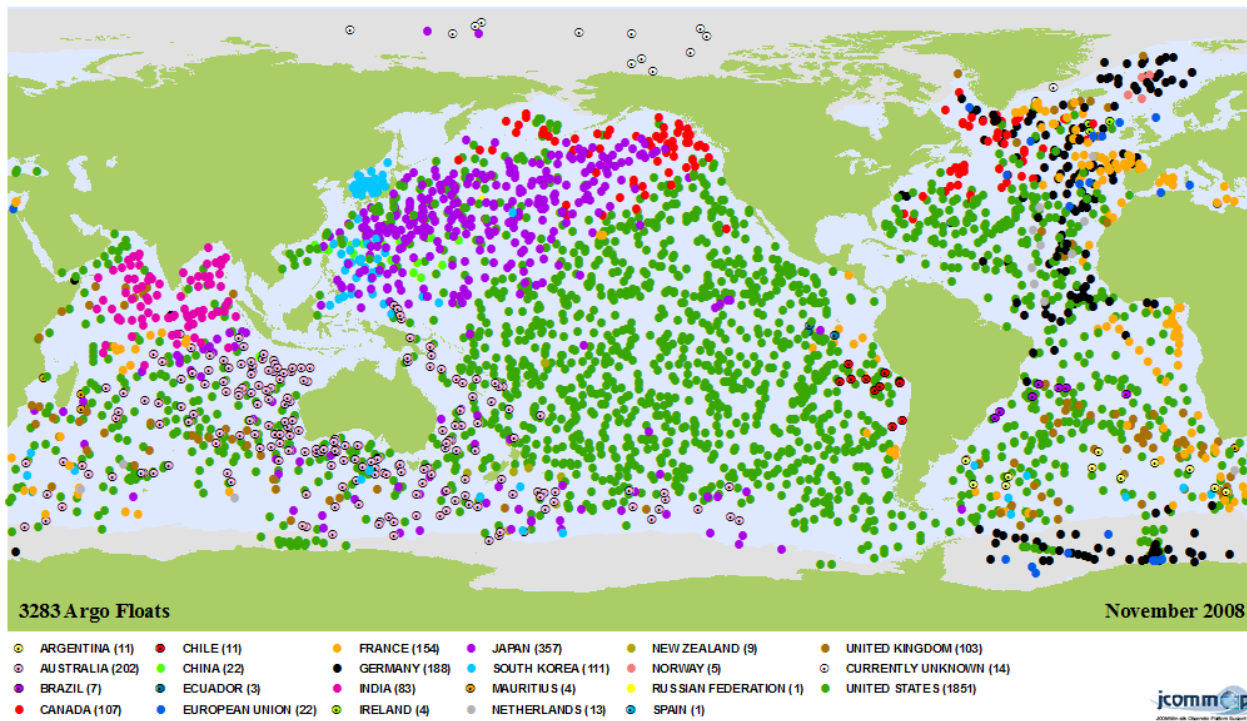 3283 Argo Floats
November 2008
ARGENTINA (11) CHILE (11) FRANCE (154) JAPAN (357) NEW ZEALAND (9) UNITED KINGDOM (103)
AUSTRALIA (202) CHINA (22) GERMANY (188) SOUTH KOREA (111) NORWAY (5) CURRENTLY UNKNOWN (14)
BRAZIL (7) ECUADOR (3) INDIA (83) MAURITIUS (4) RUSSIAN FEDERATION (1) UNITED STATES (1851)
CANADA (107) EUROPEAN UNION (22) IRELAND (4) NETHERLANDS (13) SPAIN (1)
jcommop